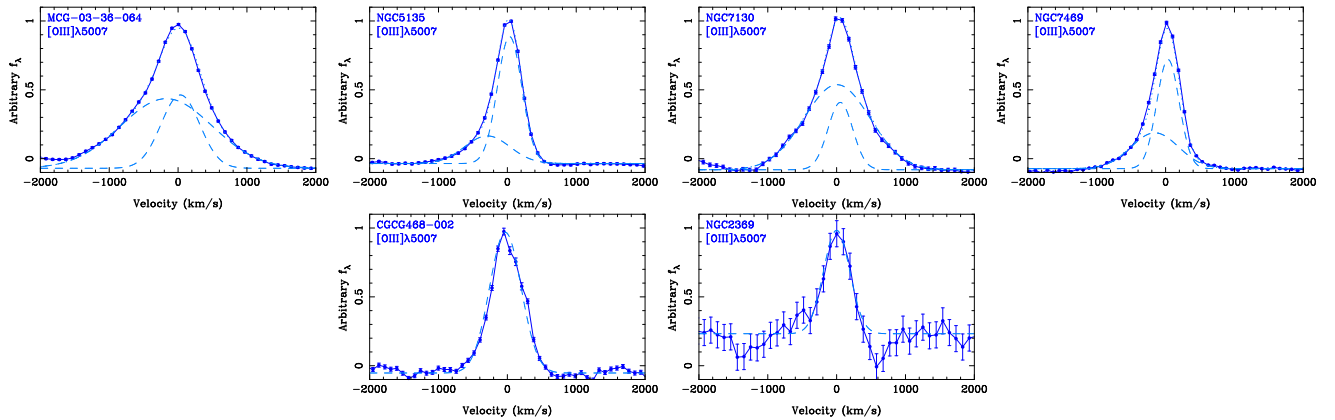 MCG-03-36-064
[OIII]λ5007
Arbitrary fλ
1
0.5
0
−2000 −1000 0 1000 2000
Velocity (km/s)
NGC5135
[OIII]λ5007
Arbitrary fλ
1
0.5
0
−2000 −1000 0 1000 2000
Velocity (km/s)
NGC7130
[OIII]λ5007
Arbitrary fλ
1
0.5
0
−2000 −1000 0 1000 2000
Velocity (km/s)
NGC7469
[OIII]λ5007
Arbitrary fλ
1
0.5
0
−2000 −1000 0 1000 2000
Velocity (km/s)
CGCG468-002
[OIII]λ5007
Arbitrary fλ
1
0.5
0
−2000 −1000 0 1000 2000
Velocity (km/s)
NGC2369
[OIII]λ5007
Arbitrary fλ
1
0.5
0
−2000 −1000 0 1000 2000
Velocity (km/s)